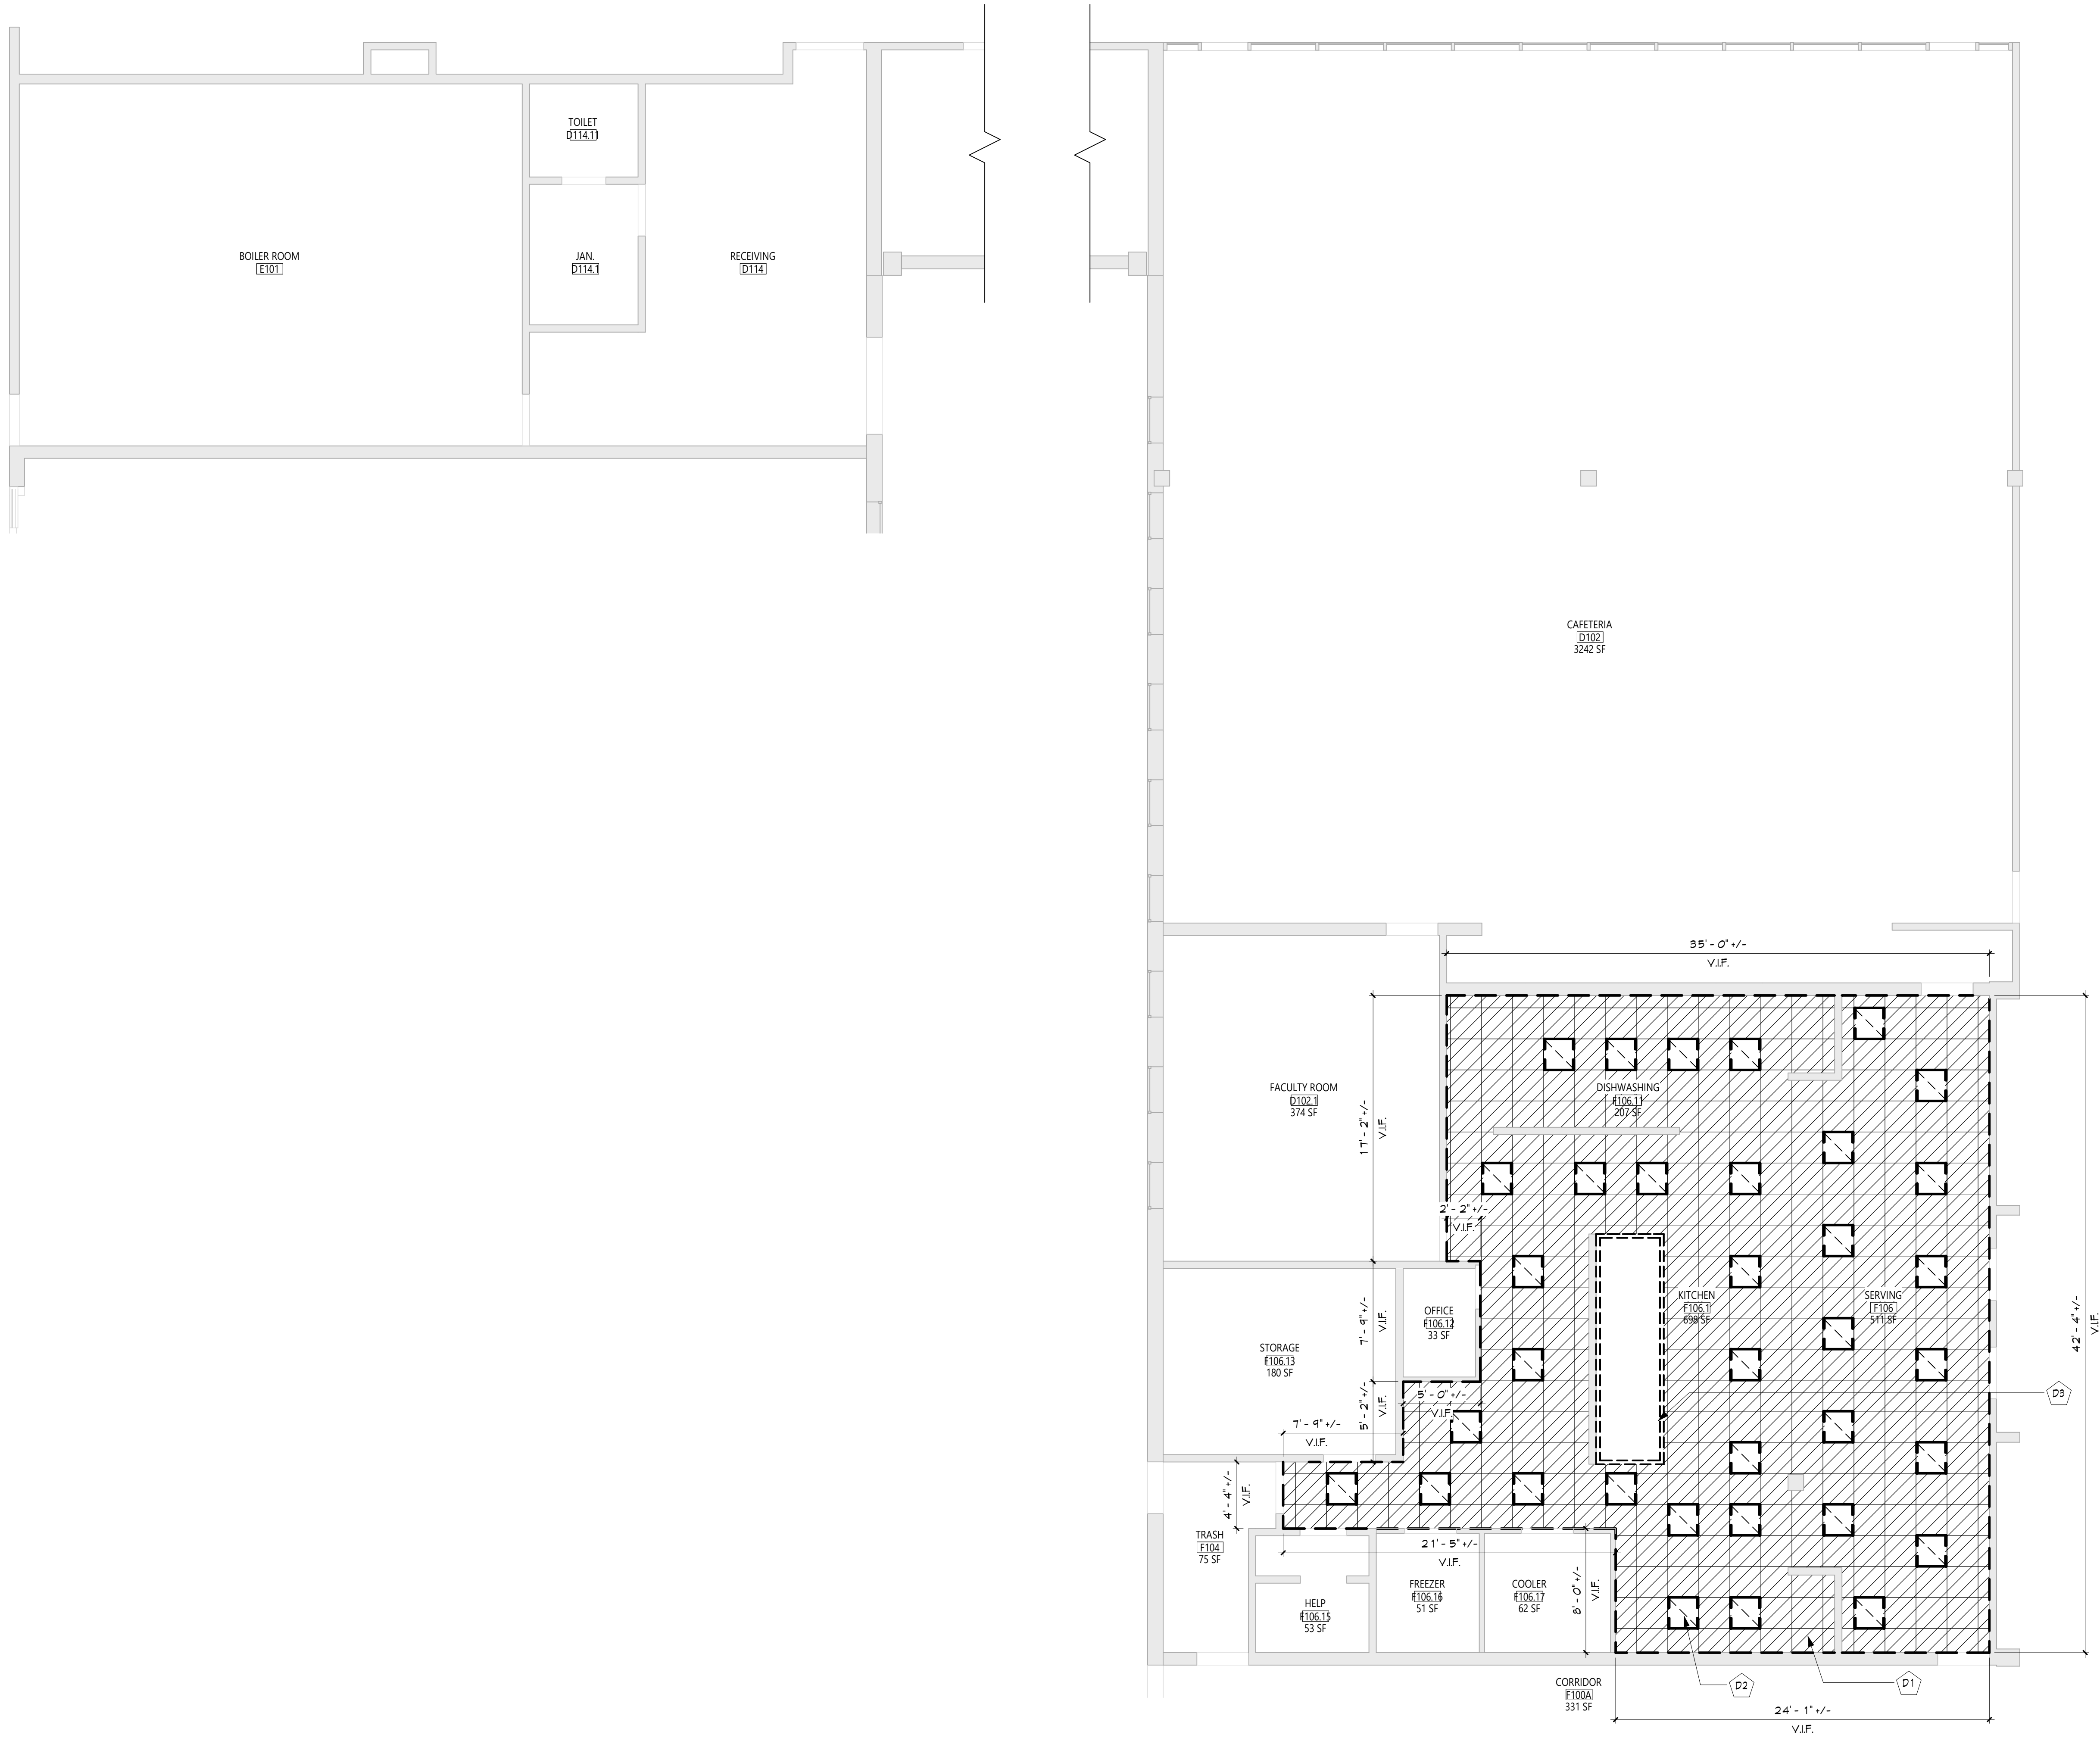 TOILET
D114.11
BOILER ROOM
E101
JAN.
D114.1
RECEIVING
D114
CAFETERIA
D102
3242 SF
35' - 0" +/-
V.I.F.
FACULTY ROOM
D102.1
374 SF
17' - 2" +/-
V.I.F.
DISHWASHING
F106.11
207 SF
2' - 2" +/-
V.I.F.
KITCHEN
F106.1
698 SF
SERVING
F106
511 SF
42' - 4" +/-
V.I.F.
OFFICE
F106.12
33 SF
7' - 9" +/-
V.I.F.
STORAGE
F106.13
180 SF
5' - 2" +/-
V.I.F.
5' - 0" +/-
V.I.F.
D3
7' - 9" +/-
V.I.F.
4' - 4" +/-
V.I.F.
TRASH
F104
75 SF
21' - 5" +/-
V.I.F.
HELP
F106.15
53 SF
FREEZER
F106.16
51 SF
COOLER
F106.17
62 SF
8' - 0" +/-
V.I.F.
CORRIDOR
F100A
331 SF
D2
D1
24' - 1" +/-
V.I.F.